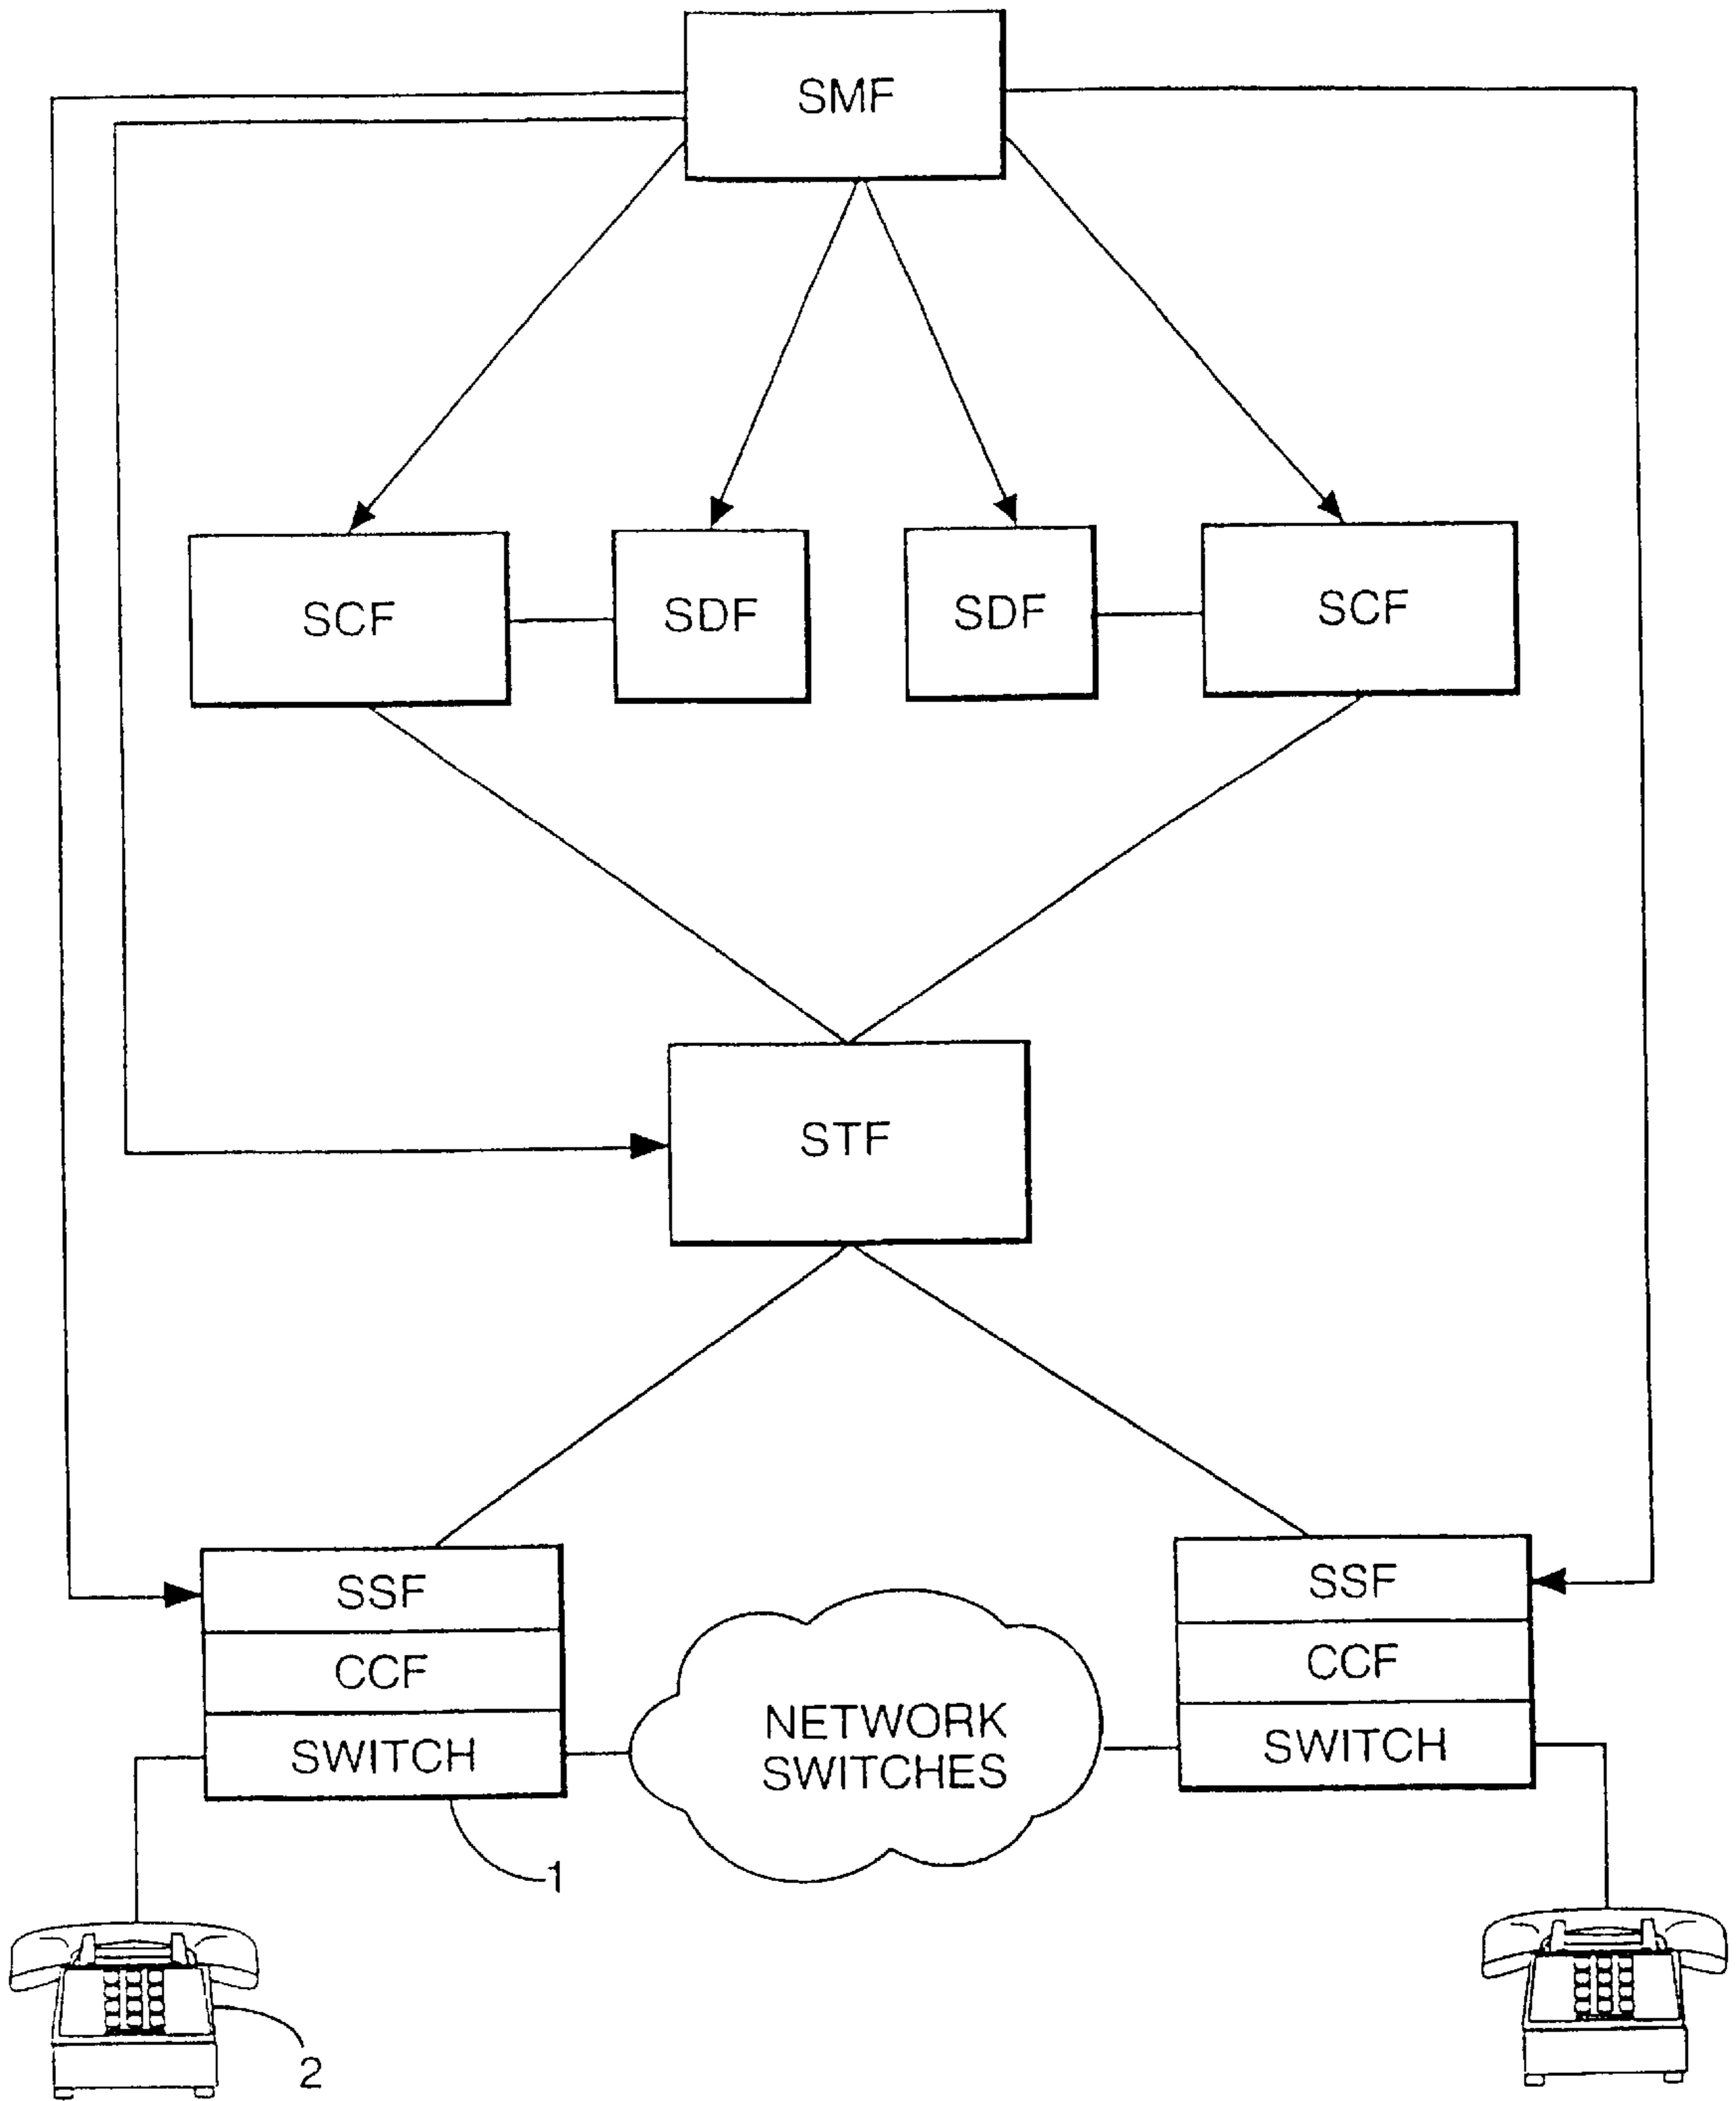 SMF
SCF
SDF
SDF
SCF
STF
SSF
CCF
SWITCH
NETWORK
SWITCHES
SSF
CCF
SWITCH
1
2